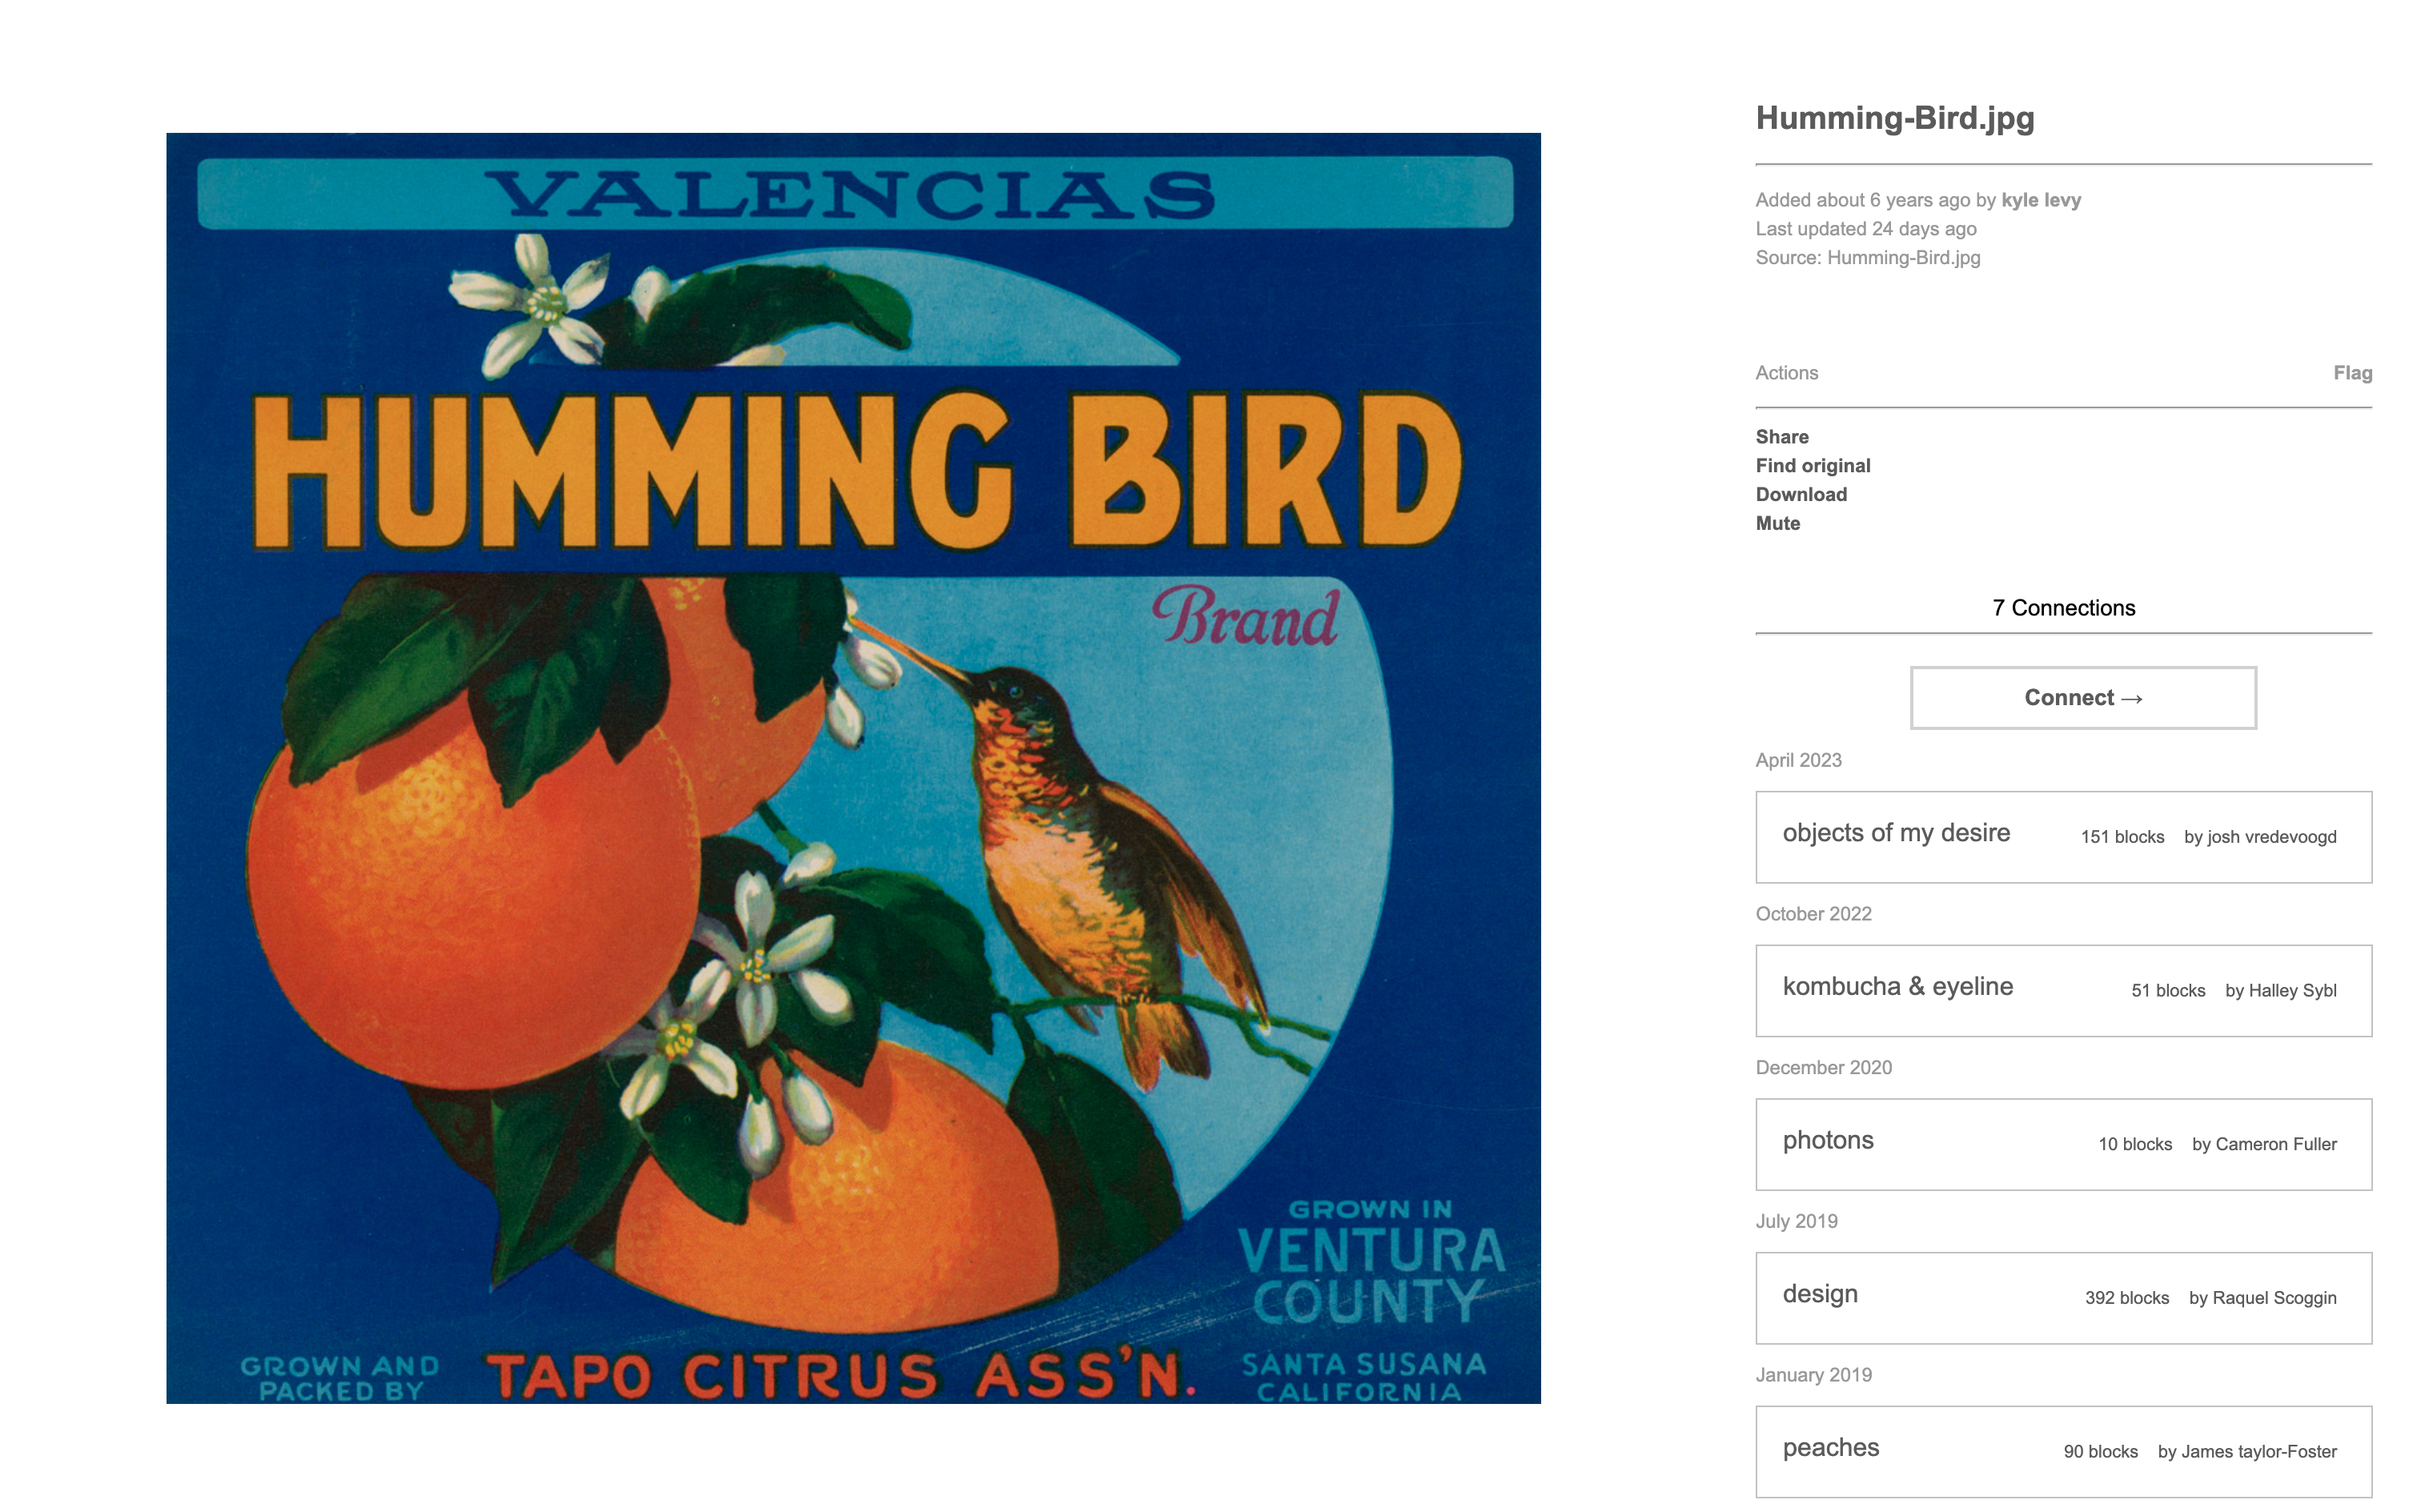 VALENCIAS
HUMMING BIRD
Brand
GROWN IN
VENTURA
COUNTY
GROWN AND
PACKED BY
TAPO CITRUS ASS'N.
SANTA SUSANA
CALIFORNIA
Humming-Bird.jpg
Added about 6 years ago by kyle levy
Last updated 24 days ago
Source: Humming-Bird.jpg
Actions Flag
Share
Find original
Download
Mute
7 Connections
Connect →
April 2023
objects of my desire 151 blocks by josh vredevoogd
October 2022
kombucha & eyeline 51 blocks by Halley Sybl
December 2020
photons 10 blocks by Cameron Fuller
July 2019
design 392 blocks by Raquel Scoggin
January 2019
peaches 90 blocks by James taylor-Foster